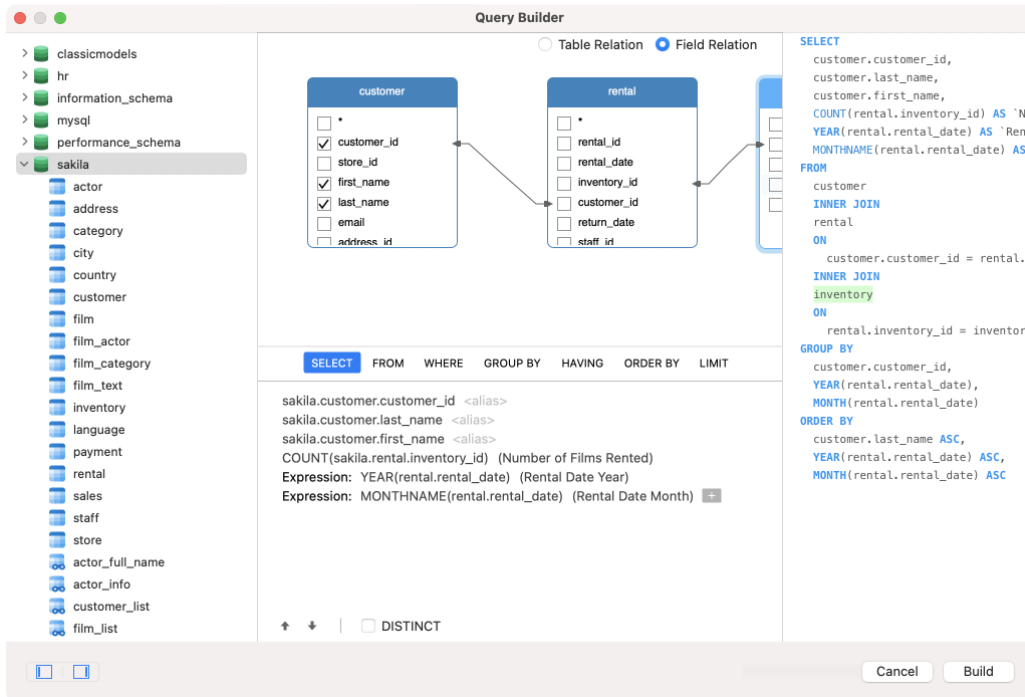 Query Builder
classicmodels
hr
information_schema
mysql
performance_schema
sakila
actor
address
category
city
country
customer
film
film_actor
film_category
film_text
inventory
language
payment
rental
sales
staff
store
actor_full_name
actor_info
customer_list
film_list
Table Relation
Field Relation
customer
*
customer_id
store_id
first_name
last_name
email
address_id
rental
*
rental_id
rental_date
inventory_id
customer_id
return_date
staff_id
SELECT FROM WHERE GROUP BY HAVING ORDER BY LIMIT
sakila.customer.customer_id <alias>
sakila.customer.last_name <alias>
sakila.customer.first_name <alias>
COUNT(sakila.rental.inventory_id) (Number of Films Rented)
Expression: YEAR(rental.rental_date) (Rental Date Year)
Expression: MONTHNAME(rental.rental_date) (Rental Date Month) +
DISTINCT
SELECT
customer.customer_id,
customer.last_name,
customer.first_name,
COUNT(rental.inventory_id) AS `N
YEAR(rental.rental_date) AS `Ren
MONTHNAME(rental.rental_date) AS
FROM
customer
INNER JOIN
rental
ON
customer.customer_id = rental.
INNER JOIN
inventory
ON
rental.inventory_id = inventor
GROUP BY
customer.customer_id,
YEAR(rental.rental_date),
MONTH(rental.rental_date)
ORDER BY
customer.last_name ASC,
YEAR(rental.rental_date) ASC,
MONTH(rental.rental_date) ASC
Cancel
Build